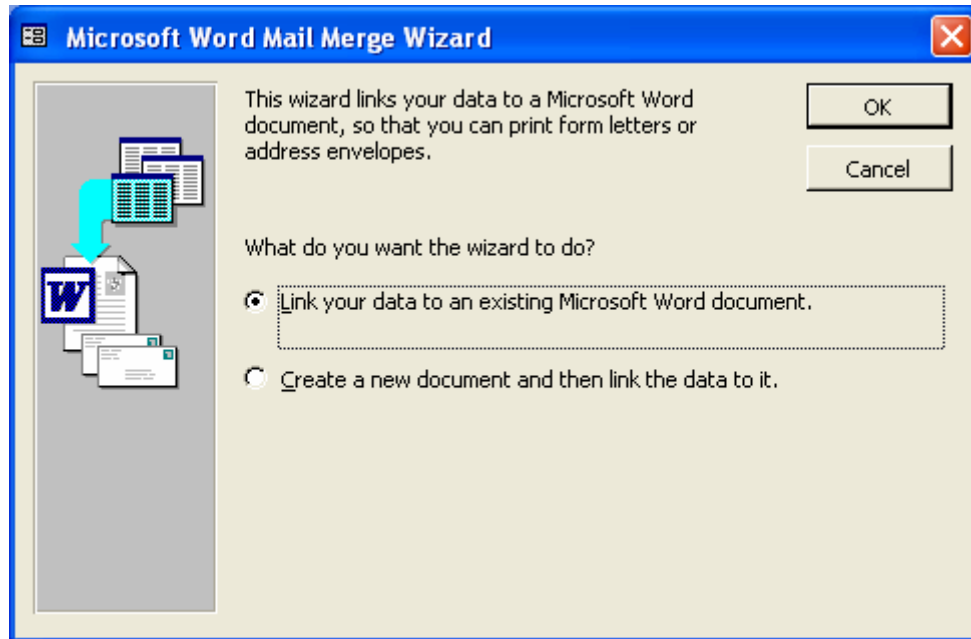 Microsoft Word Mail Merge Wizard
This wizard links your data to a Microsoft Word
document, so that you can print form letters or
address envelopes.
OK
Cancel
What do you want the wizard to do?
Link your data to an existing Microsoft Word document.
Create a new document and then link the data to it.
W